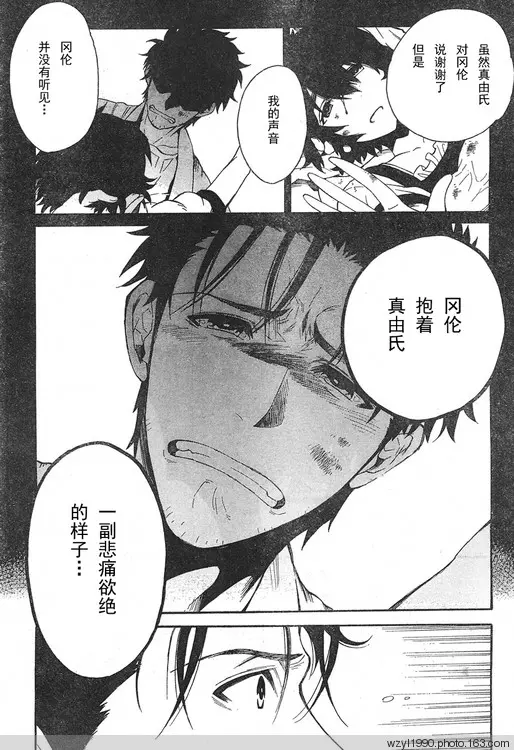 虽然真由氏
对冈伦
说谢谢了
但是
我的声音
冈伦
并没有听见…
冈伦
抱着
真由氏
一副悲痛欲绝
的样子…
www.wzyl1990.photo.163.com